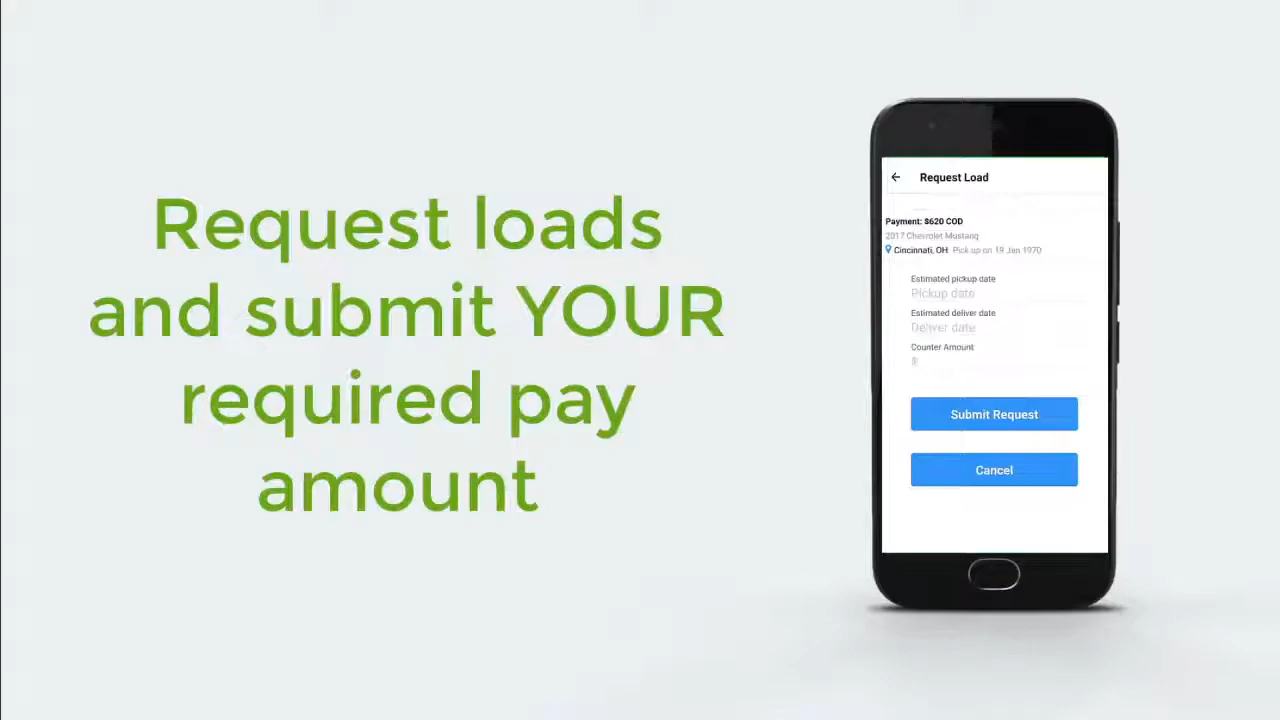 Request loads
and submit YOUR
required pay
amount
Request Load
Payment: $620 COD
2017 Chevrolet Mustang
Cincinnati, OH: Pick up on 19 Jan 1970
Estimated pickup date
Pickup date
Estimated deliver date
Deliver date
Counter Amount
$
Submit Request
Cancel